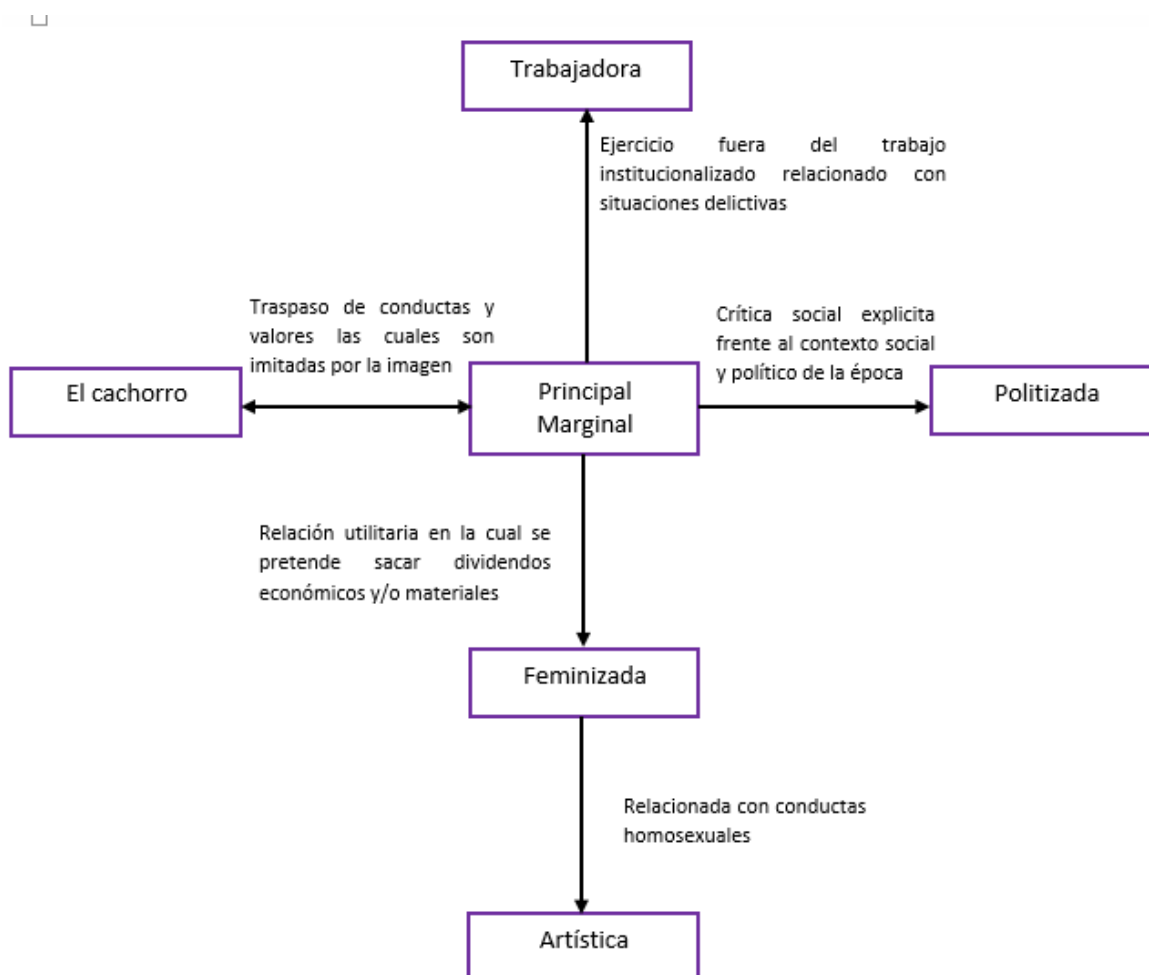 Trabajadora
Ejercicio fuera del trabajo
institucionalizado relacionado con
situaciones delictivas
Traspaso de conductas y
valores las cuales son
imitadas por la imagen
Crítica social explicita
frente al contexto social
y político de la época
El cachorro
Principal
Marginal
Politizada
Relación utilitaria en la cual se
pretende sacar dividendos
económicos y/o materiales
Feminizada
Relacionada con conductas
homosexuales
Artística